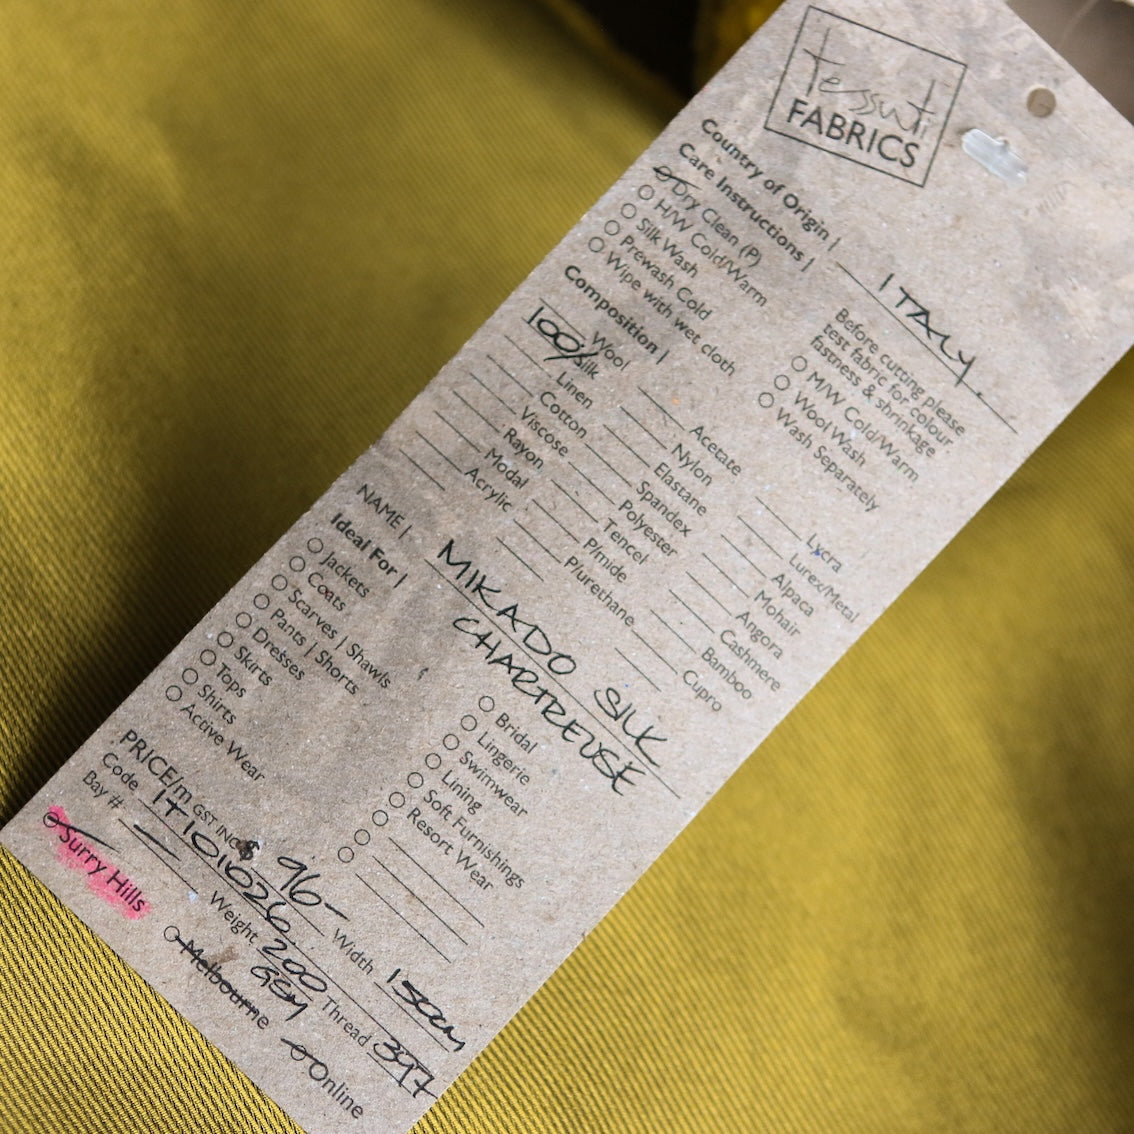 Tessuti
FABRICS
Country of Origin | ITALY
Care Instructions |
Dry Clean (P)
H/W Cold/Warm
Silk Wash
Prewash Cold
Wipe with wet cloth
Before cutting please
test fabric for colour
fastness & shrinkage
M/W Cold/Warm
Wool Wash
Wash Separately
Composition |
Wool
100% Silk
Linen
Cotton
Viscose
Rayon
Modal
Acrylic
Acetate
Nylon
Elastane
Spandex
Polyester
Tencel
P/mide
P/urethane
Lycra
Lurex/Metal
Alpaca
Mohair
Angora
Cashmere
Bamboo
Cupro
NAME | MIKADO SILK
CHARTREUSE
Ideal For |
Jackets
Coats
Scarves | Shawls
Pants | Shorts
Dresses
Skirts
Tops
Shirts
Active Wear
Bridal
Lingerie
Swimwear
Lining
Soft Furnishings
Resort Wear
PRICE/m GST INC $ 96- Width 150cm
Code IT101026 Weight 200 GSM Thread 397
Bay # —
Surry Hills
Melbourne
Online